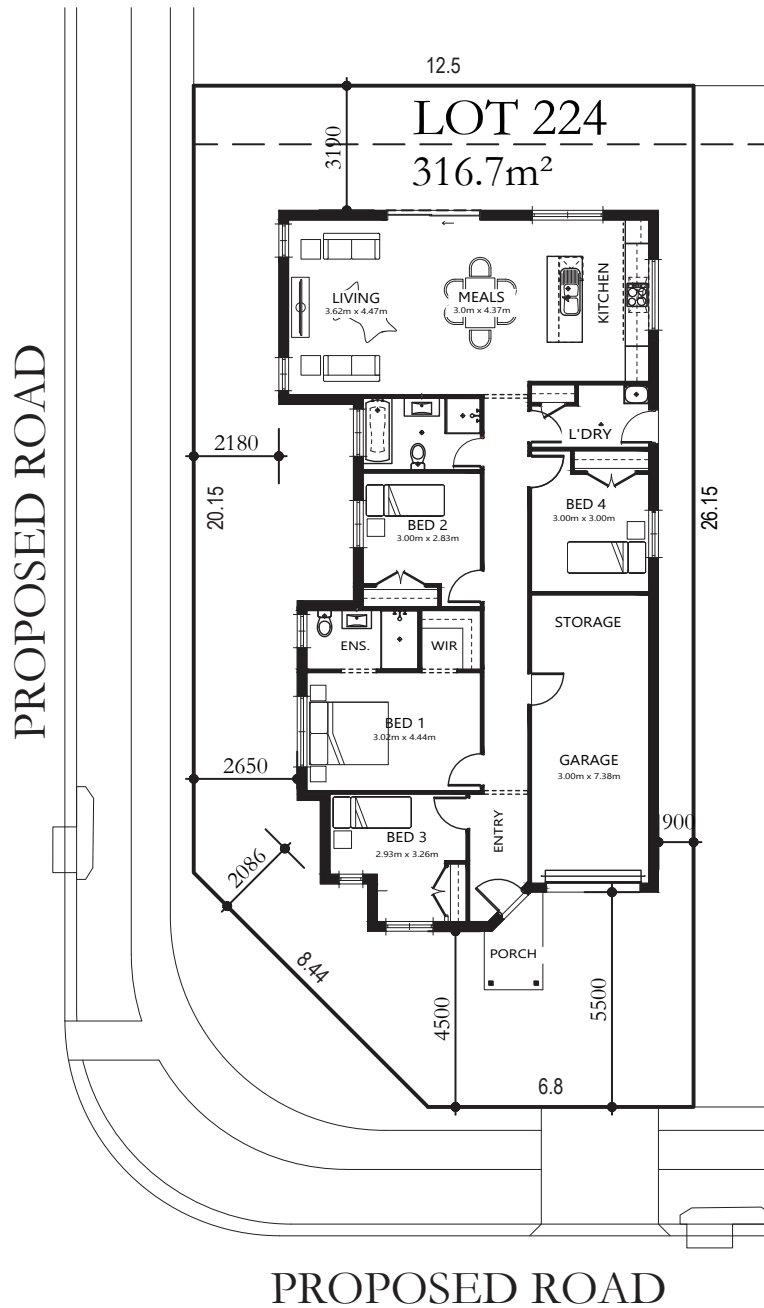 12.5
LOT 224
316.7m²
3190
LIVING
3.62m x 4.47m
MEALS
3.0m x 4.37m
KITCHEN
L'DRY
2180
20.15
26.15
BED 2
3.00m x 2.83m
BED 4
3.00m x 3.00m
PROPOSED ROAD
ENS.
WIR
STORAGE
BED 1
3.02m x 4.44m
GARAGE
3.00m x 7.38m
2650
900
BED 3
2.93m x 3.26m
ENTRY
2086
PORCH
8.44
4500
5500
6.8
PROPOSED ROAD